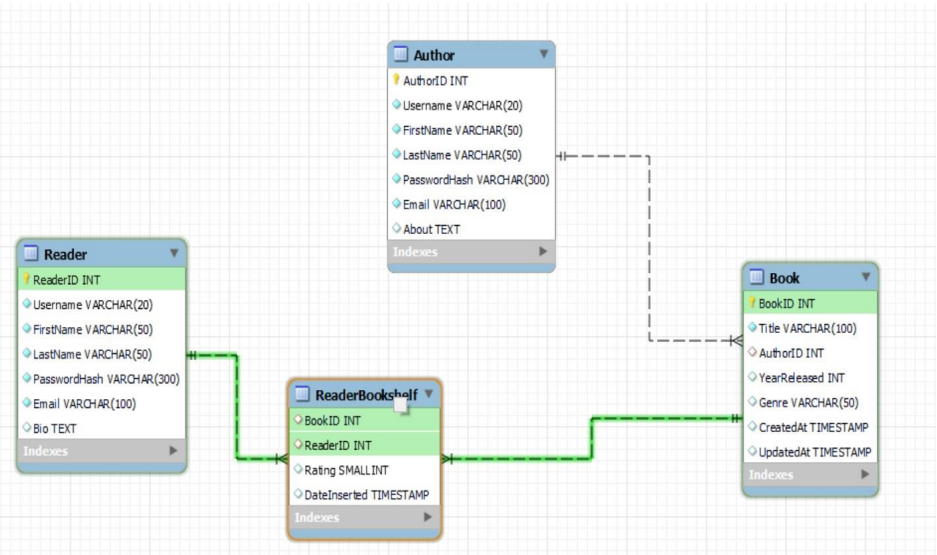 Author
AuthorID INT
Username VARCHAR(20)
FirstName VARCHAR(50)
LastName VARCHAR(50)
PasswordHash VARCHAR(300)
Email VARCHAR(100)
About TEXT
Indexes
Reader
ReaderID INT
Username VARCHAR(20)
FirstName VARCHAR(50)
LastName VARCHAR(50)
PasswordHash VARCHAR(300)
Email VARCHAR(100)
Bio TEXT
Indexes
ReaderBookshelf
BookID INT
ReaderID INT
Rating SMALLINT
DateInserted TIMESTAMP
Indexes
Book
BookID INT
Title VARCHAR(100)
AuthorID INT
YearReleased INT
Genre VARCHAR(50)
CreatedAt TIMESTAMP
UpdatedAt TIMESTAMP
Indexes